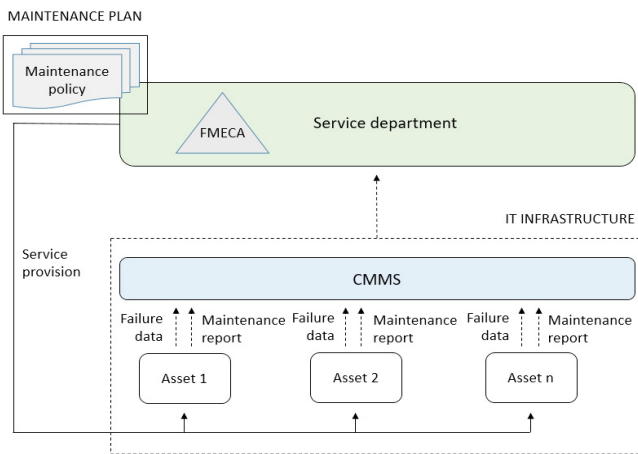 MAINTENANCE PLAN
Maintenance
policy
FMECA
Service department
IT INFRASTRUCTURE
Service
provision
CMMS
Failure
data
Maintenance
report
Failure
data
Maintenance
report
Failure
data
Maintenance
report
Asset 1
Asset 2
Asset n